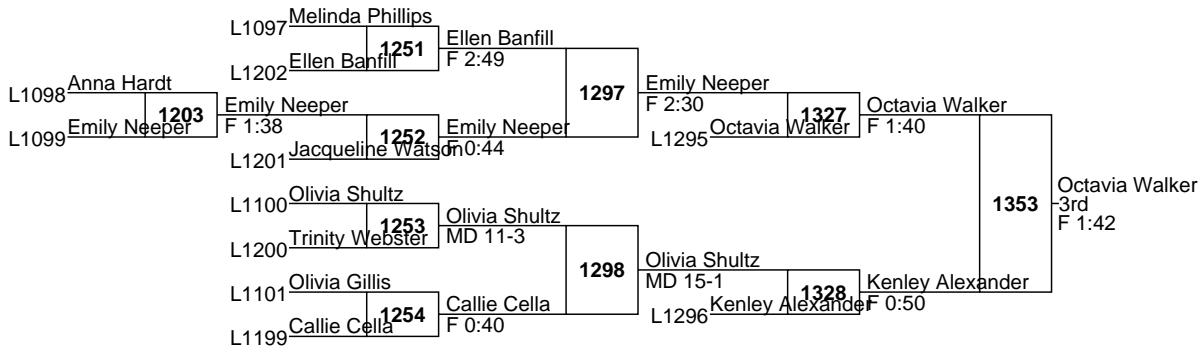 L1097 Melinda Phillips
1251
L1202 Ellen Banfill
Ellen Banfill
F 2:49
L1098 Anna Hardt
1203
L1099 Emily Neeper
Emily Neeper
F 1:38
1252
L1201 Jacqueline Watson
Emily Neeper
F 0:44
1297
Emily Neeper
F 2:30
1327
L1295 Octavia Walker
Octavia Walker
F 1:40
L1100 Olivia Shultz
1253
L1200 Trinity Webster
Olivia Shultz
MD 11-3
L1101 Olivia Gillis
1254
L1199 Callie Cella
Callie Cella
F 0:40
1298
Olivia Shultz
MD 15-1
1328
L1296 Kenley Alexander
Kenley Alexander
F 0:50
1353
Octavia Walker
3rd
F 1:42